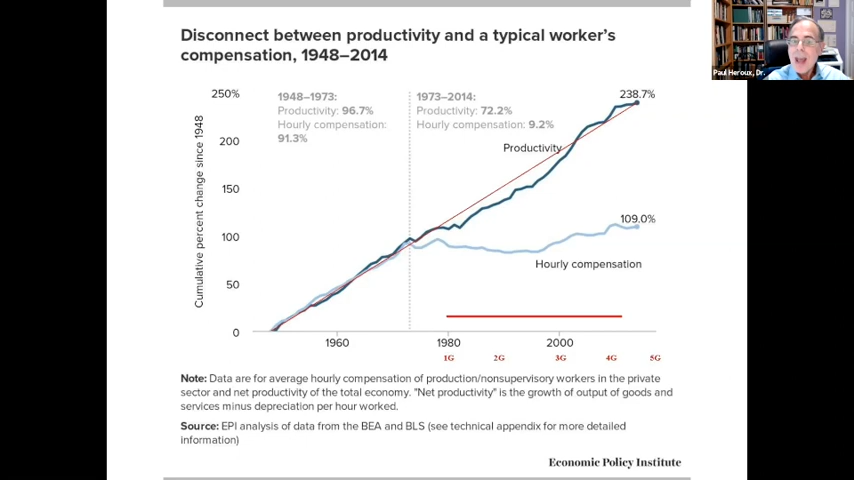 Disconnect between productivity and a typical worker's
compensation, 1948–2014
Paul Heroux, Dr.
250%
200
150
100
50
0
Cumulative percent change since 1948
1948–1973:
Productivity: 96.7%
Hourly compensation:
91.3%
1973–2014:
Productivity: 72.2%
Hourly compensation: 9.2%
238.7%
Productivity
109.0%
Hourly compensation
1960
1980
2000
1G
2G
3G
4G
5G
Note: Data are for average hourly compensation of production/nonsupervisory workers in the private
sector and net productivity of the total economy. "Net productivity" is the growth of output of goods and
services minus depreciation per hour worked.
Source: EPI analysis of data from the BEA and BLS (see technical appendix for more detailed
information)
Economic Policy Institute